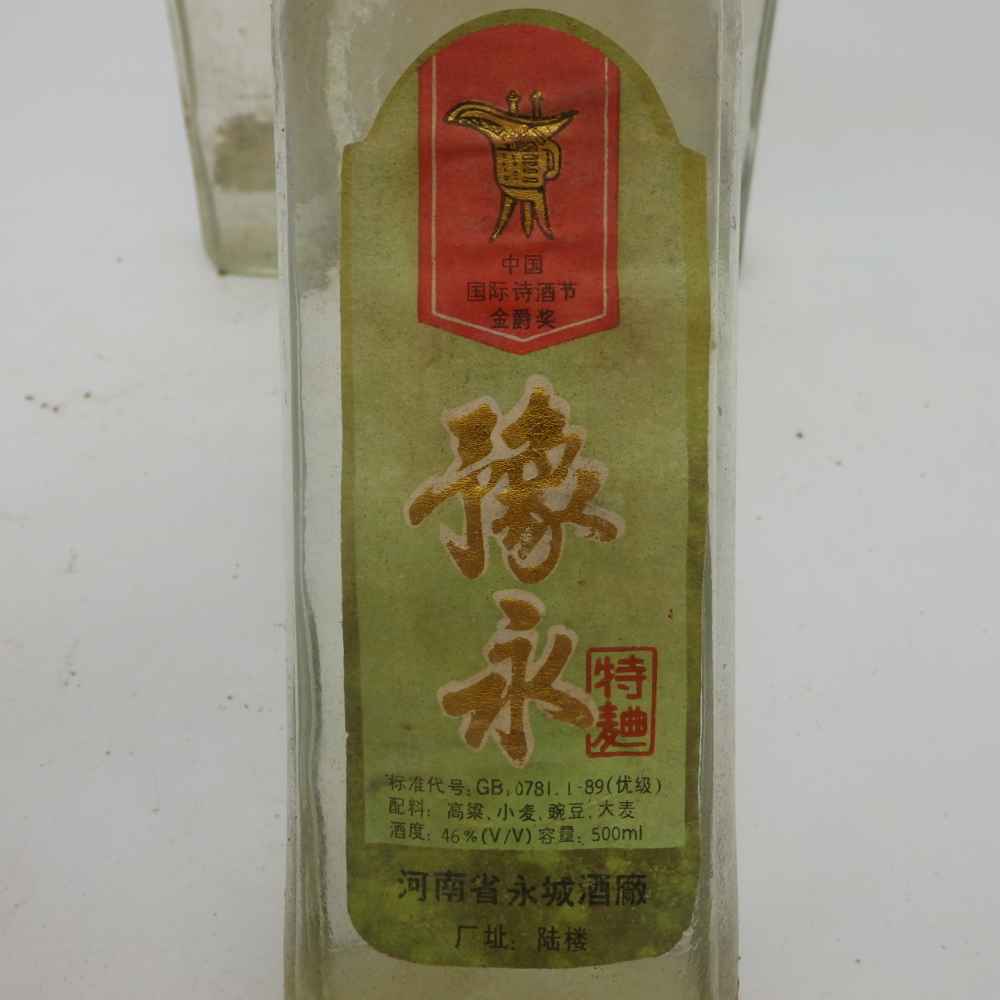 中国
国际诗酒节
金爵奖
豫
永
特
麯
标准代号:GB.0781.1-89(优级)
配料:高粱、小麦、豌豆、大麦
酒度:46%(V/V)容量:500ml
河南省永城酒廠
厂址:陆楼